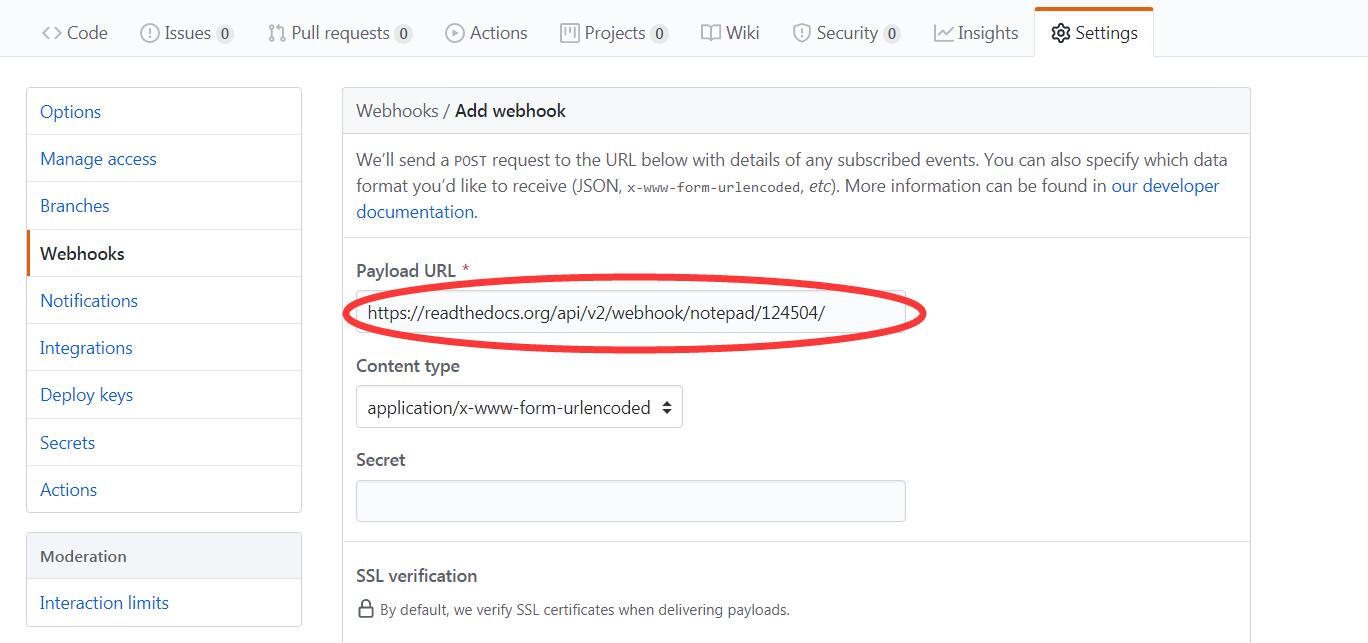 Code Issues 0 Pull requests 0 Actions Projects 0 Wiki Security 0 Insights Settings
Options
Manage access
Branches
Webhooks
Notifications
Integrations
Deploy keys
Secrets
Actions
Moderation
Interaction limits
Webhooks / Add webhook
We’ll send a POST request to the URL below with details of any subscribed events. You can also specify which data
format you’d like to receive (JSON, x-www-form-urlencoded, etc). More information can be found in our developer
documentation.
Payload URL *
https://readthedocs.org/api/v2/webhook/notepad/124504/
Content type
application/x-www-form-urlencoded
Secret
SSL verification
By default, we verify SSL certificates when delivering payloads.